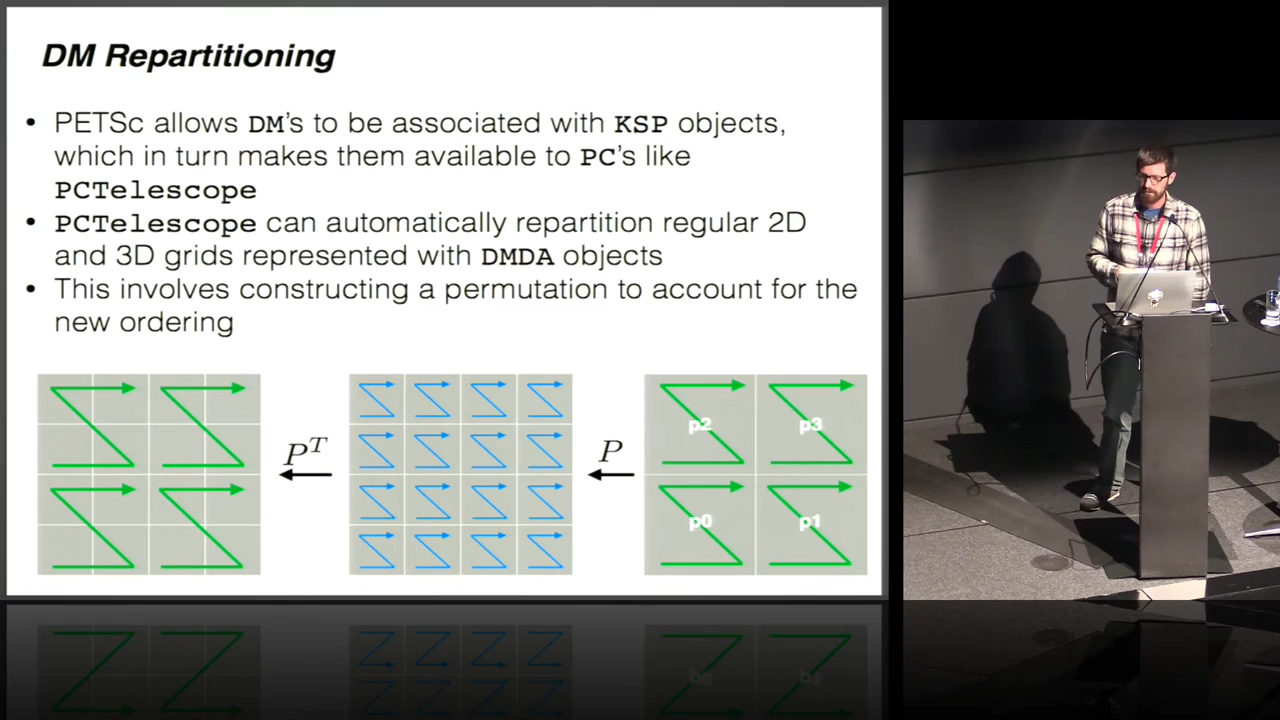 DM Repartitioning
• PETSc allows DM's to be associated with KSP objects,
which in turn makes them available to PC's like
PCTelescope
• PCTelescope can automatically repartition regular 2D
and 3D grids represented with DMDA objects
• This involves constructing a permutation to account for the
new ordering
P^T
P
p2
p3
p0
p1